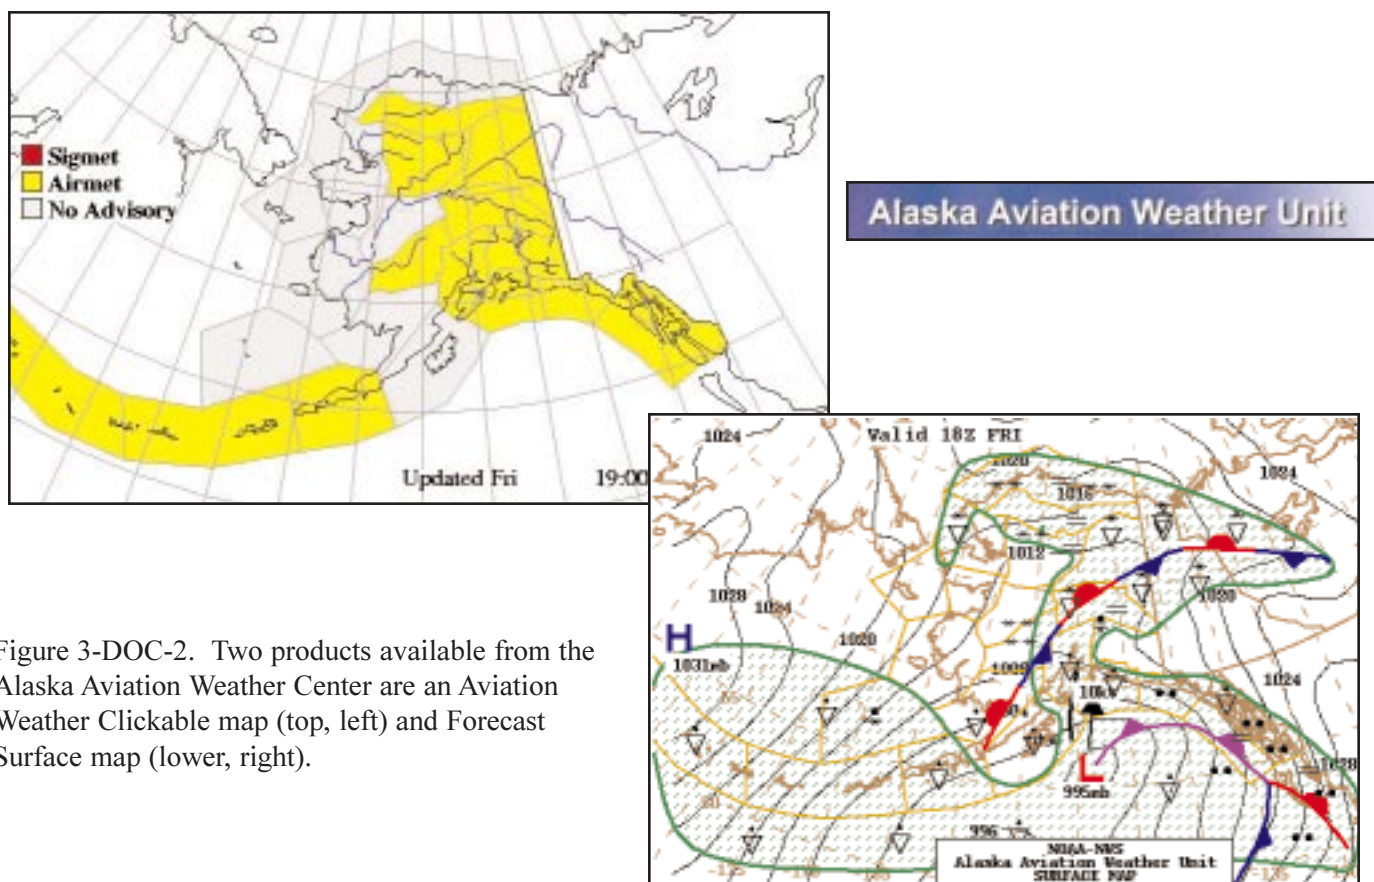 Sigmet
Airmet
No Advisory
Updated Fri 19:00
Alaska Aviation Weather Unit
Valid 18Z FRI
1024
1020
1024
1016
1012
1028
1024
1020
1020
H
1031mb
1008
10kt
1024
L
995mb
1028
996
NOAA-NWS
Alaska Aviation Weather Unit
SURFACE MAP
Figure 3-DOC-2. Two products available from the
Alaska Aviation Weather Center are an Aviation
Weather Clickable map (top, left) and Forecast
Surface map (lower, right).